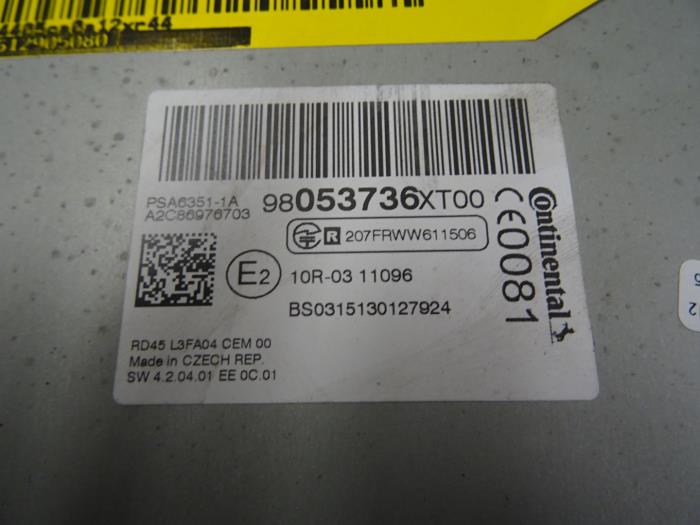 512905080
PSA6351-1A
A2C86976703
98053736XT00
R 207FRWW611506
E2
10R-03 11096
BS0315130127924
RD45 L3FA04 CEM 00
Made in CZECH REP.
SW 4.2.04.01 EE 0C.01
CE0081
Continental